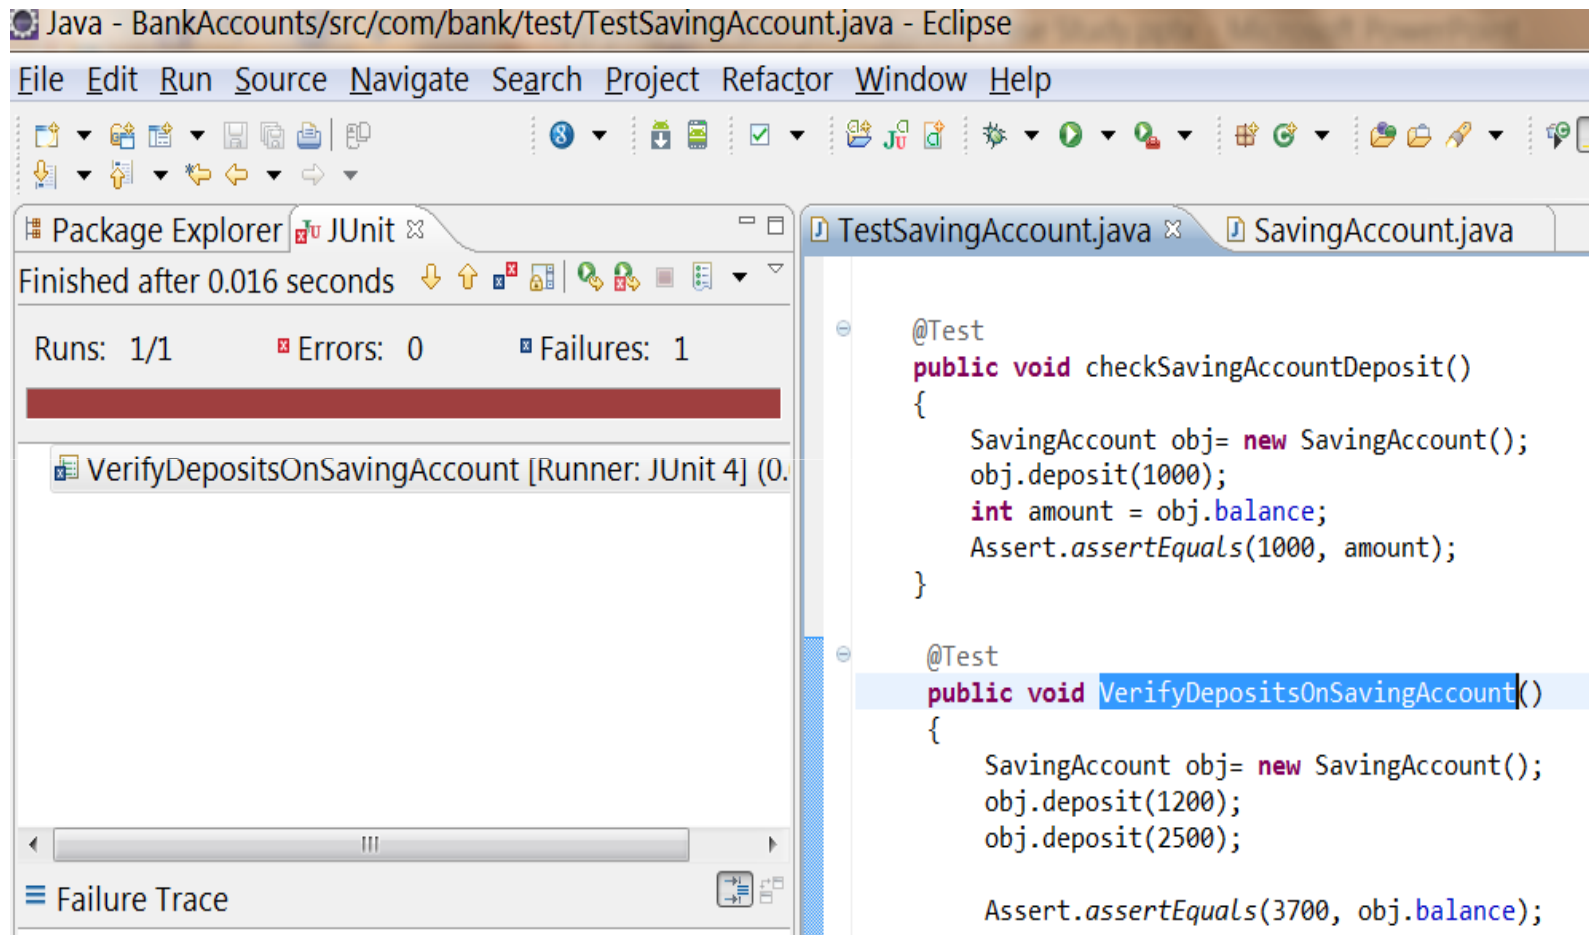 Java - BankAccounts/src/com/bank/test/TestSavingAccount.java - Eclipse
File Edit Run Source Navigate Search Project Refactor Window Help
Package Explorer JUnit
Finished after 0.016 seconds
Runs: 1/1 Errors: 0 Failures: 1
VerifyDepositsOnSavingAccount [Runner: JUnit 4] (0.
Failure Trace
TestSavingAccount.java SavingAccount.java
@Test
public void checkSavingAccountDeposit()
{
SavingAccount obj= new SavingAccount();
obj.deposit(1000);
int amount = obj.balance;
Assert.assertEquals(1000, amount);
}
@Test
public void VerifyDepositsOnSavingAccount()
{
SavingAccount obj= new SavingAccount();
obj.deposit(1200);
obj.deposit(2500);
Assert.assertEquals(3700, obj.balance);